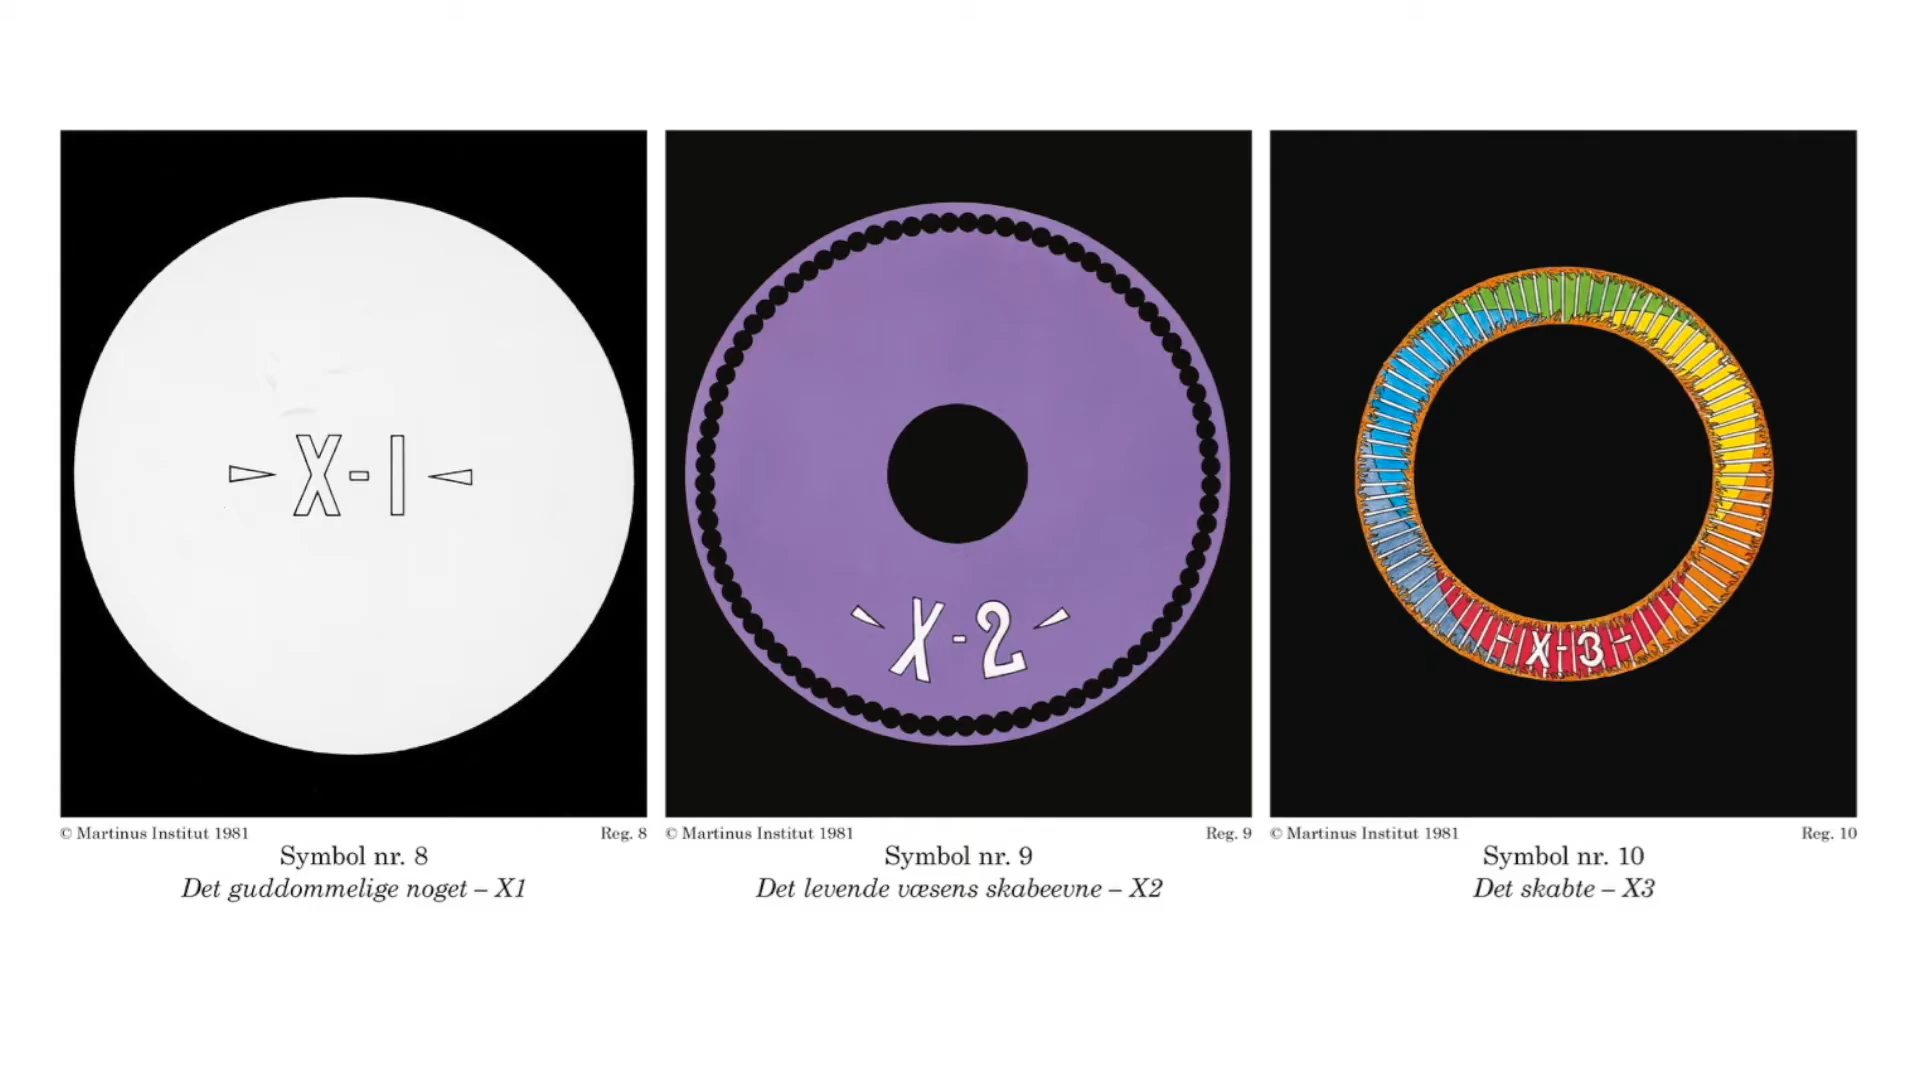 X-1
X-2
X-3
© Martinus Institut 1981 Reg. 8
Symbol nr. 8
Det guddommelige noget – X1
© Martinus Institut 1981 Reg. 9
Symbol nr. 9
Det levende væsens skabeevne – X2
© Martinus Institut 1981 Reg. 10
Symbol nr. 10
Det skabte – X3